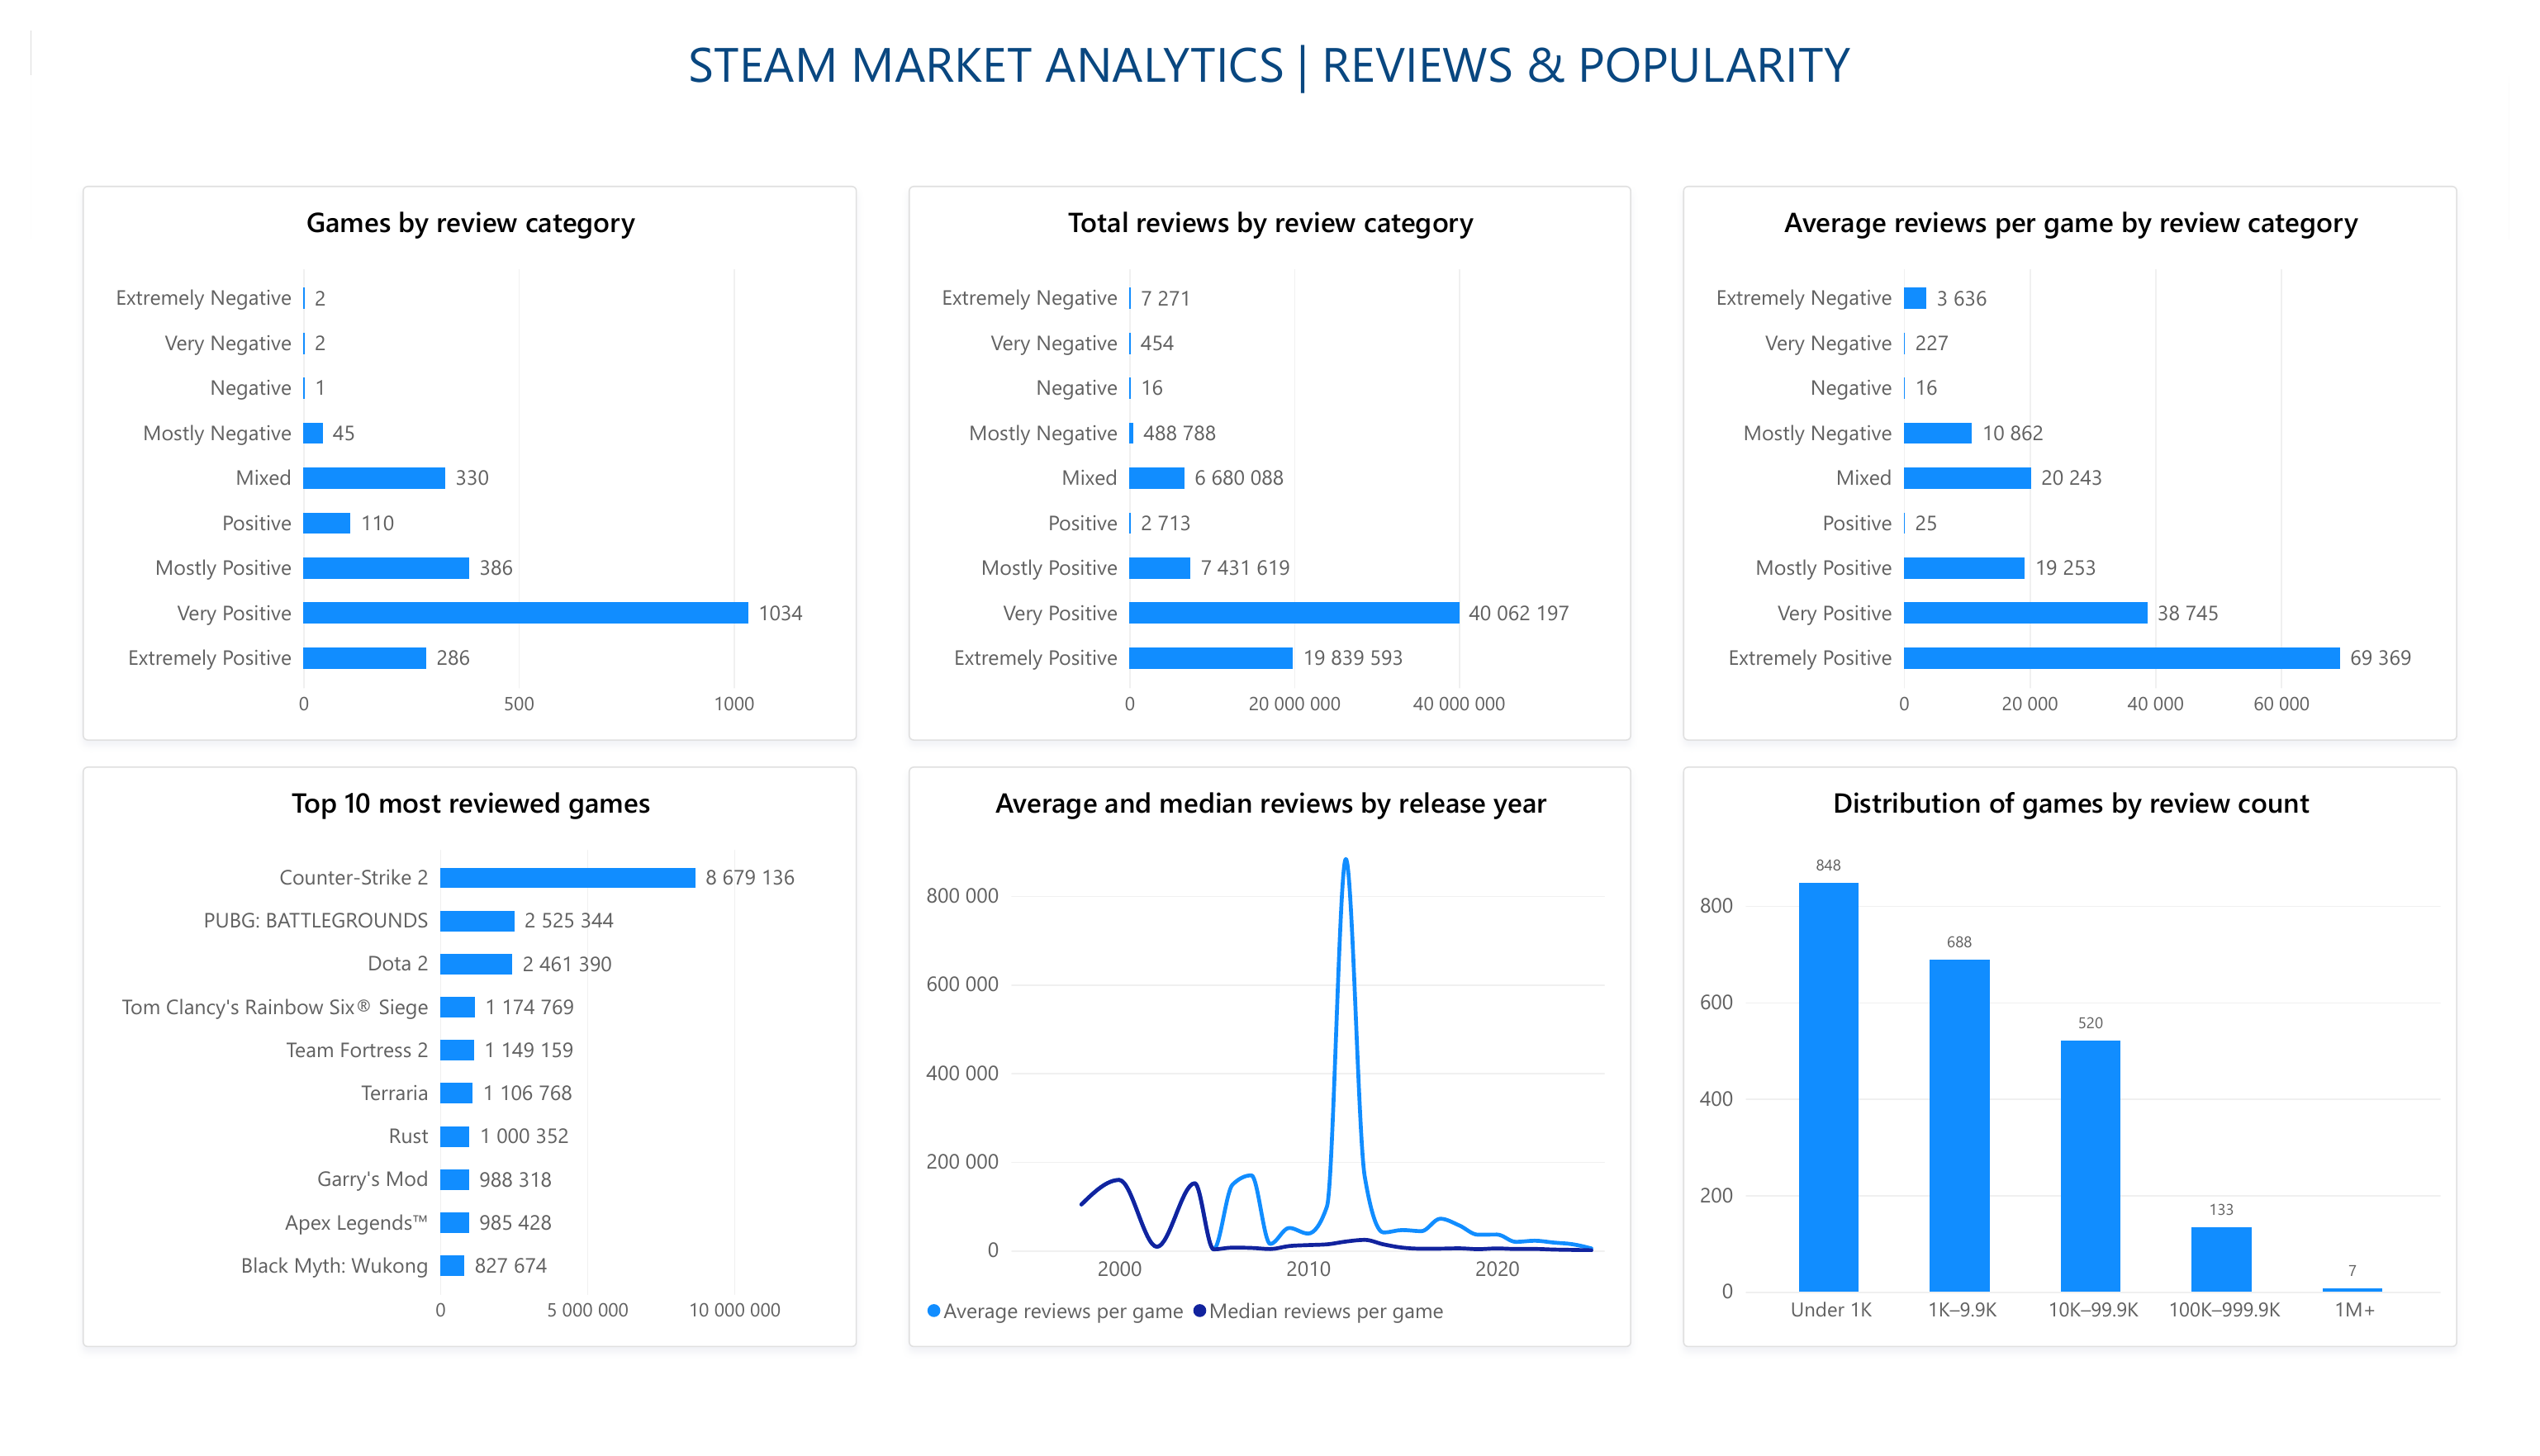 STEAM MARKET ANALYTICS | REVIEWS & POPULARITY
Games by review category
Extremely Negative 2
Very Negative 2
Negative 1
Mostly Negative 45
Mixed 330
Positive 110
Mostly Positive 386
Very Positive 1034
Extremely Positive 286
0 500 1000
Total reviews by review category
Extremely Negative 7 271
Very Negative 454
Negative 16
Mostly Negative 488 788
Mixed 6 680 088
Positive 2 713
Mostly Positive 7 431 619
Very Positive 40 062 197
Extremely Positive 19 839 593
0 20 000 000 40 000 000
Average reviews per game by review category
Extremely Negative 3 636
Very Negative 227
Negative 16
Mostly Negative 10 862
Mixed 20 243
Positive 25
Mostly Positive 19 253
Very Positive 38 745
Extremely Positive 69 369
0 20 000 40 000 60 000
Top 10 most reviewed games
Counter-Strike 2 8 679 136
PUBG: BATTLEGROUNDS 2 525 344
Dota 2 2 461 390
Tom Clancy's Rainbow Six® Siege 1 174 769
Team Fortress 2 1 149 159
Terraria 1 106 768
Rust 1 000 352
Garry's Mod 988 318
Apex Legends™ 985 428
Black Myth: Wukong 827 674
0 5 000 000 10 000 000
Average and median reviews by release year
800 000
600 000
400 000
200 000
0
2000 2010 2020
Average reviews per game Median reviews per game
Distribution of games by review count
848
800
688
600
520
400
200
133
7
0
Under 1K 1K–9.9K 10K–99.9K 100K–999.9K 1M+